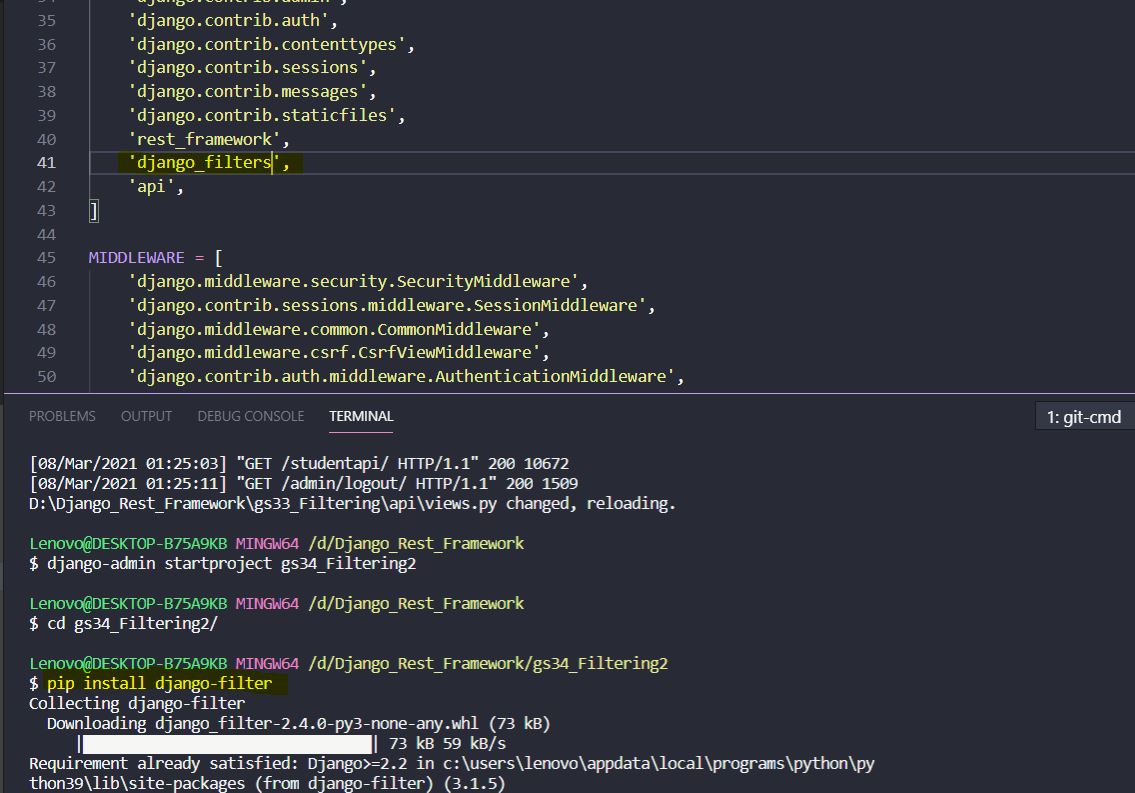 34 'django.contrib.admin',
35 'django.contrib.auth',
36 'django.contrib.contenttypes',
37 'django.contrib.sessions',
38 'django.contrib.messages',
39 'django.contrib.staticfiles',
40 'rest_framework',
41 'django_filters',
42 'api',
43 ]
44
45 MIDDLEWARE = [
46 'django.middleware.security.SecurityMiddleware',
47 'django.contrib.sessions.middleware.SessionMiddleware',
48 'django.middleware.common.CommonMiddleware',
49 'django.middleware.csrf.CsrfViewMiddleware',
50 'django.contrib.auth.middleware.AuthenticationMiddleware',
PROBLEMS OUTPUT DEBUG CONSOLE TERMINAL 1: git-cmd
[08/Mar/2021 01:25:03] "GET /studentapi/ HTTP/1.1" 200 10672
[08/Mar/2021 01:25:11] "GET /admin/logout/ HTTP/1.1" 200 1509
D:\Django_Rest_Framework\gs33_Filtering\api\views.py changed, reloading.
Lenovo@DESKTOP-B75A9KB MINGW64 /d/Django_Rest_Framework
$ django-admin startproject gs34_Filtering2
Lenovo@DESKTOP-B75A9KB MINGW64 /d/Django_Rest_Framework
$ cd gs34_Filtering2/
Lenovo@DESKTOP-B75A9KB MINGW64 /d/Django_Rest_Framework/gs34_Filtering2
$ pip install django-filter
Collecting django-filter
Downloading django_filter-2.4.0-py3-none-any.whl (73 kB)
| | 73 kB 59 kB/s
Requirement already satisfied: Django>=2.2 in c:\users\lenovo\appdata\local\programs\python\py
thon39\lib\site-packages (from django-filter) (3.1.5)